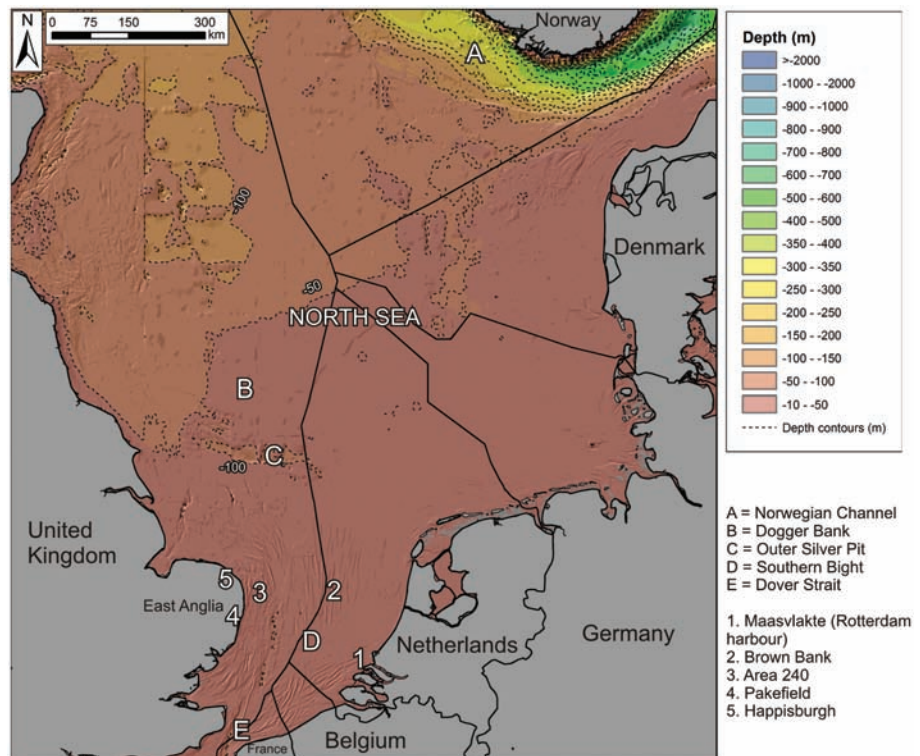 N
0 75 150 300
km
Norway
A
-100
Denmark
-50
NORTH SEA
B
C
-100
United
Kingdom
5
3
2
East Anglia
4
D
1
Netherlands
Germany
E
France
Belgium
Depth (m)
>-2000
-1000 - -2000
-900 - -1000
-800 - -900
-700 - -800
-600 - -700
-500 - -600
-400 - -500
-350 - -400
-300 - -350
-250 - -300
-200 - -250
-150 - -200
-100 - -150
-50 - -100
-10 - -50
Depth contours (m)
A = Norwegian Channel
B = Dogger Bank
C = Outer Silver Pit
D = Southern Bight
E = Dover Strait
1. Maasvlakte (Rotterdam
harbour)
2. Brown Bank
3. Area 240
4. Pakefield
5. Happisburgh